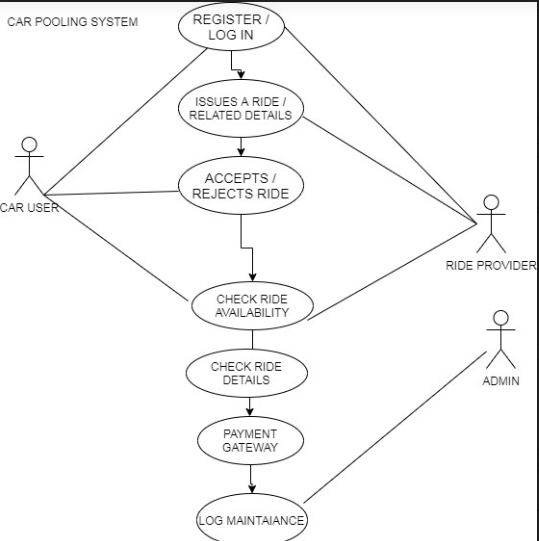 CAR POOLING SYSTEM
REGISTER /
LOG IN
ISSUES A RIDE /
RELATED DETAILS
ACCEPTS /
REJECTS RIDE
CAR USER
RIDE PROVIDER
CHECK RIDE
AVAILABILITY
CHECK RIDE
DETAILS
ADMIN
PAYMENT
GATEWAY
LOG MAINTAIANCE